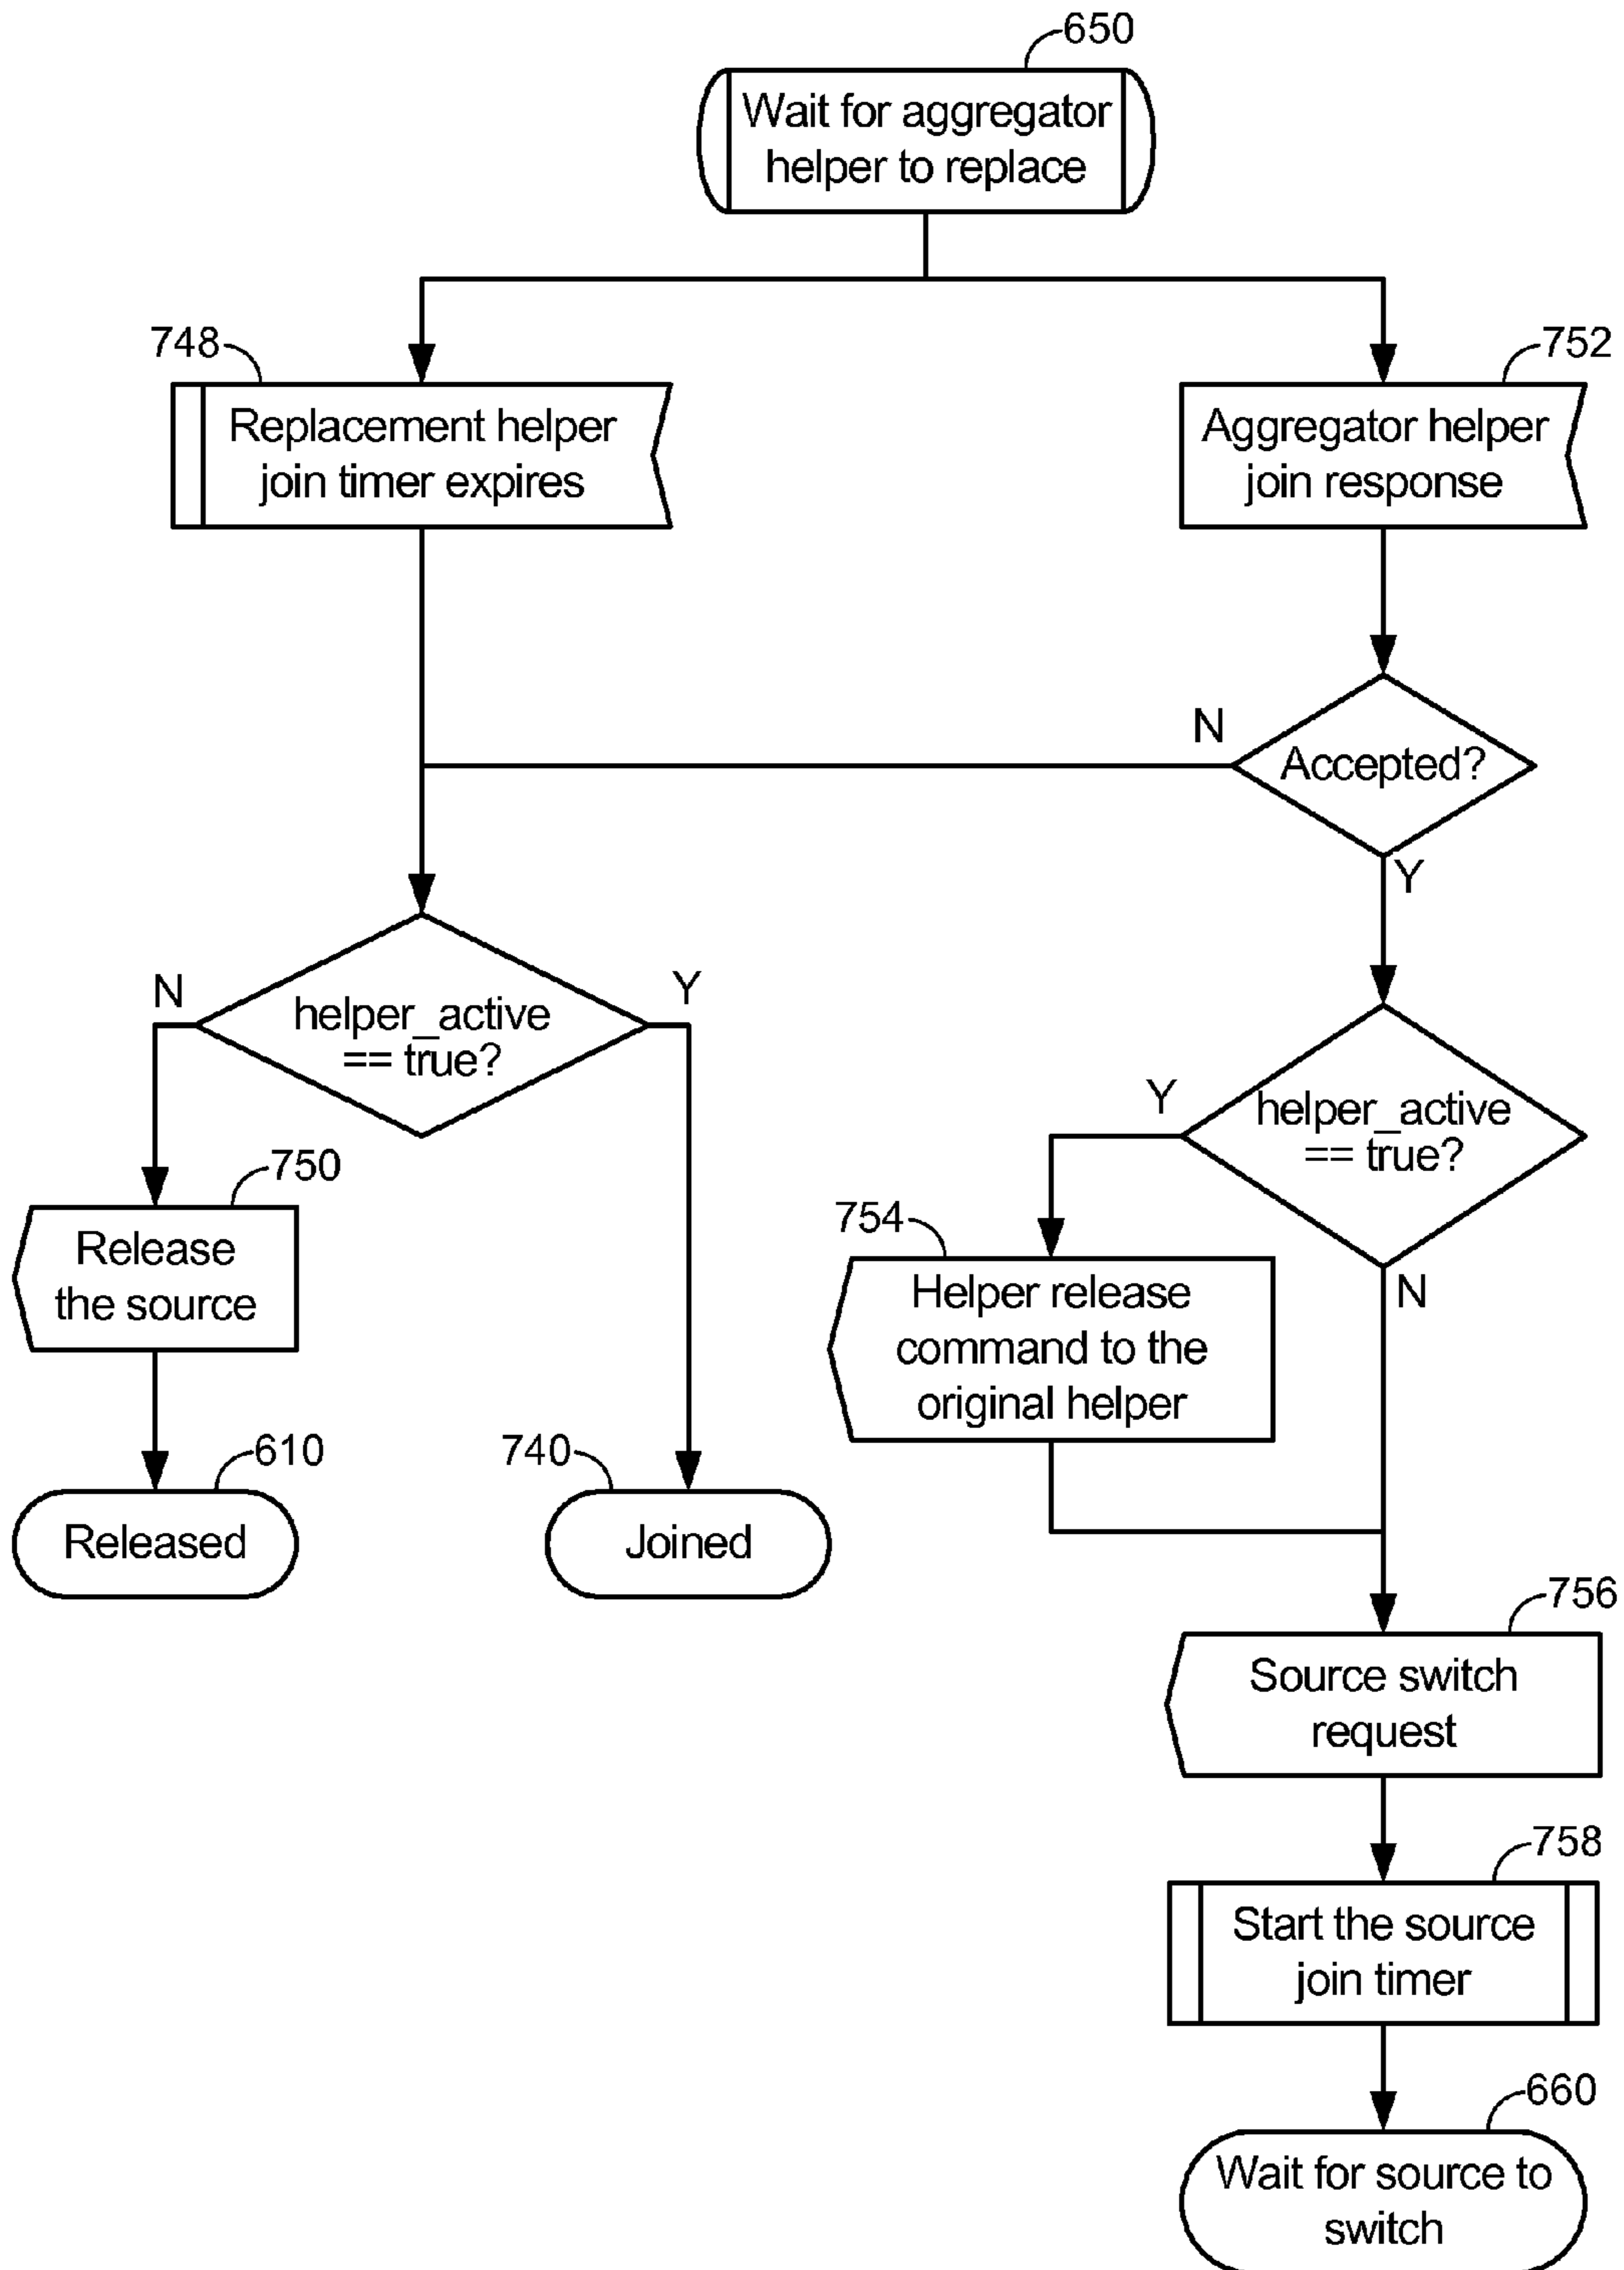 650
Wait for aggregator
helper to replace
748
752
Replacement helper
join timer expires
Aggregator helper
join response
N
Accepted?
Y
N
Y
helper_active
== true?
Y
helper_active
== true?
750
Release
the source
754
N
Helper release
command to the
original helper
610
740
Released
Joined
756
Source switch
request
758
Start the source
join timer
660
Wait for source to
switch